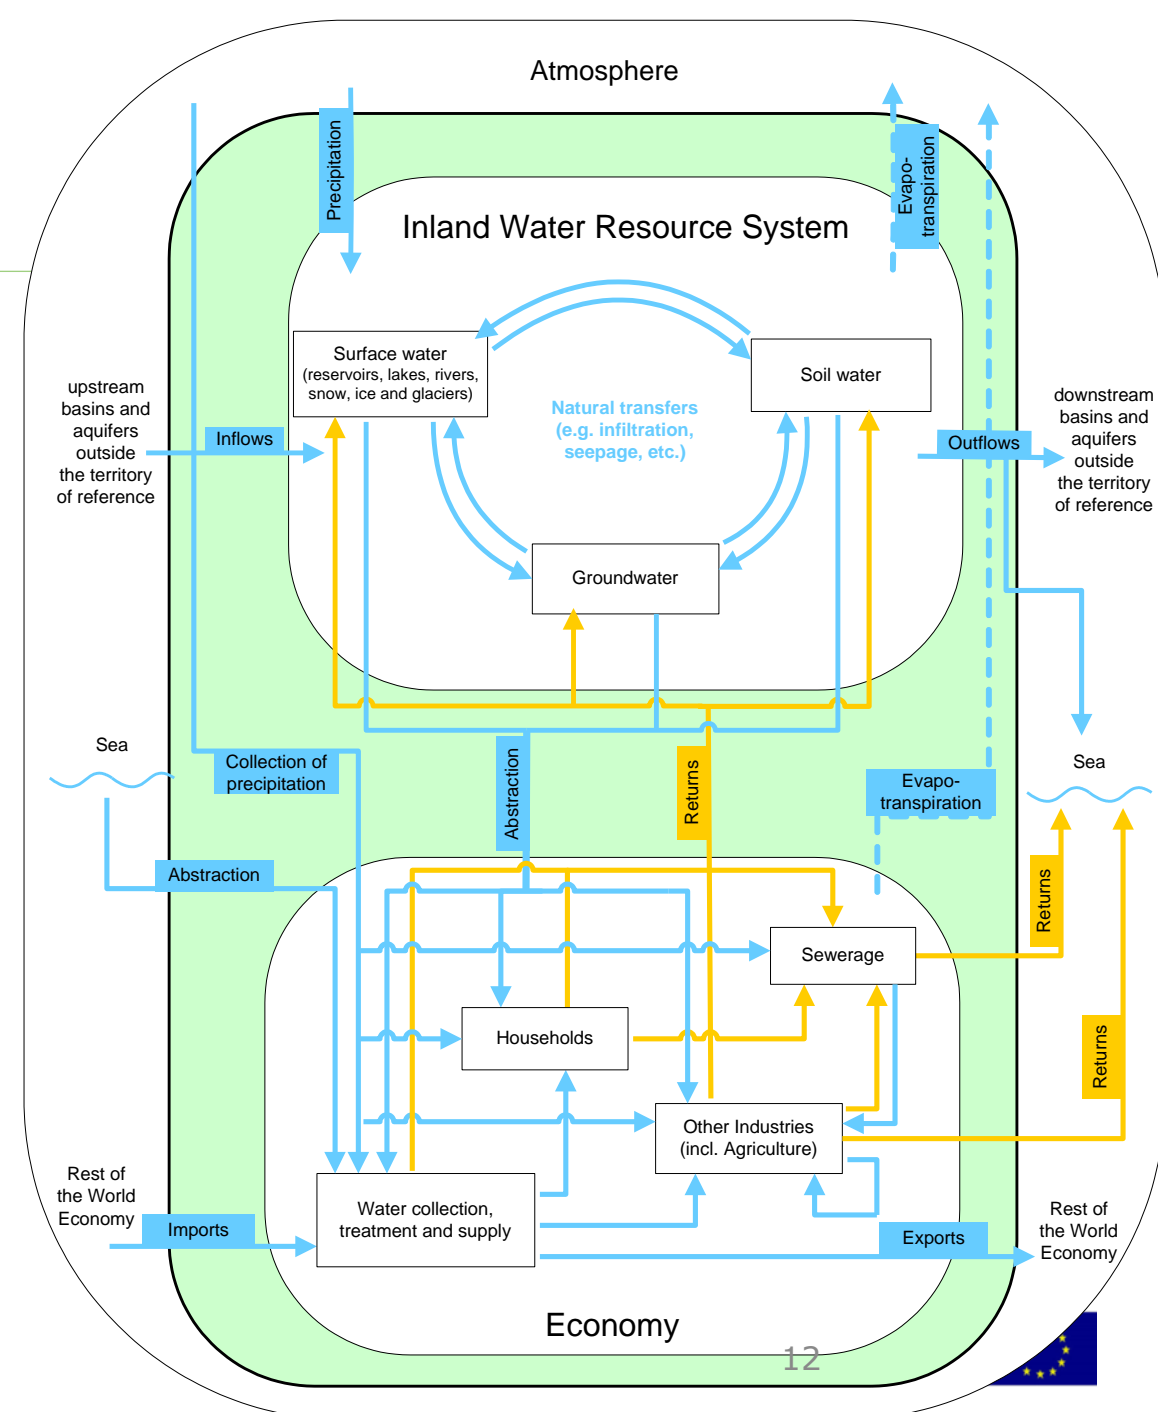 Atmosphere
Precipitation
Evapo-
transpiration
Inland Water Resource System
Surface water
(reservoirs, lakes, rivers,
snow, ice and glaciers)
Soil water
Natural transfers
(e.g. infiltration,
seepage, etc.)
upstream
basins and
aquifers
outside
the territory
of reference
Inflows
Outflows
downstream
basins and
aquifers
outside
the territory
of reference
Groundwater
Sea
Collection of
precipitation
Abstraction
Returns
Evapo-
transpiration
Sea
Abstraction
Returns
Sewerage
Households
Returns
Other Industries
(incl. Agriculture)
Rest of
the World
Economy
Imports
Water collection,
treatment and supply
Exports
Rest of
the World
Economy
Economy
12